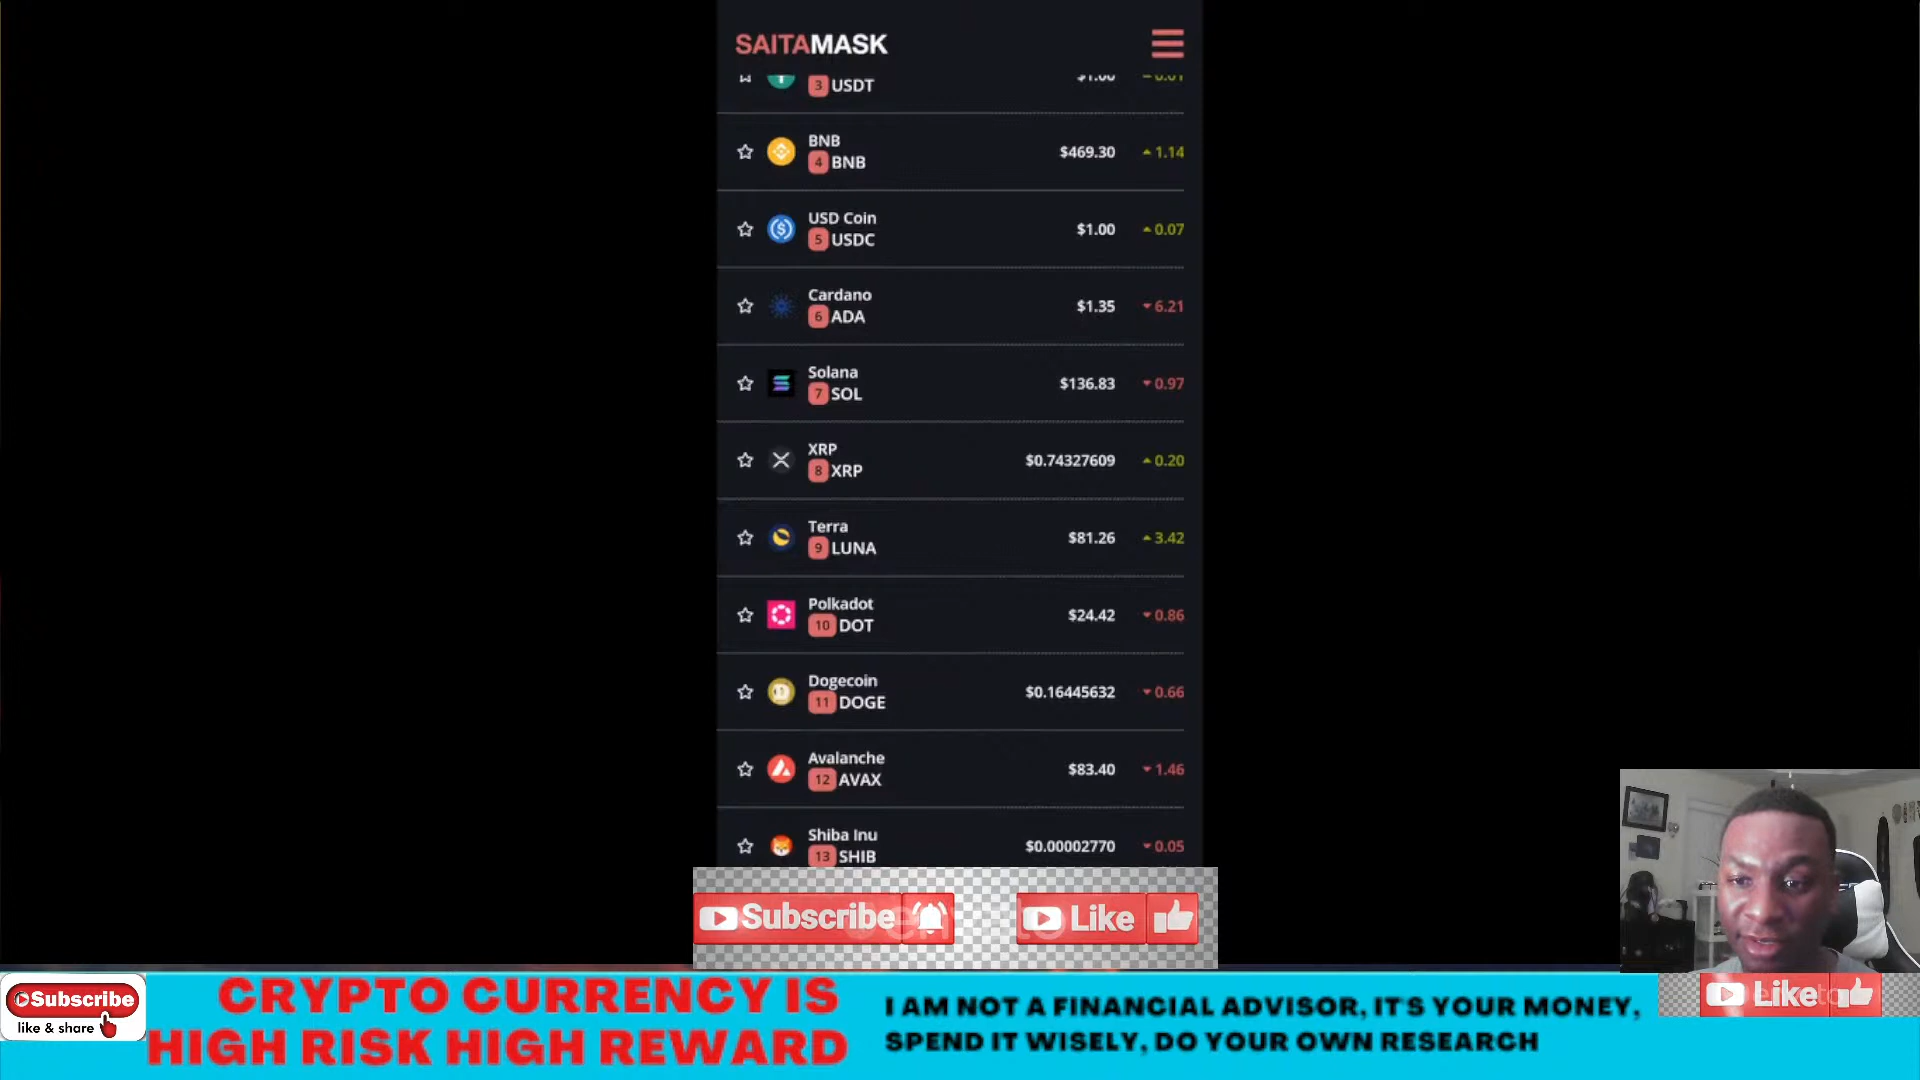 SAITAMASK
3 USDT
$1.00
0.01
BNB
4 BNB
$469.30
1.14
USD Coin
5 USDC
$1.00
0.07
Cardano
6 ADA
$1.35
6.21
Solana
7 SOL
$136.83
0.97
XRP
8 XRP
$0.74327609
0.20
Terra
9 LUNA
$81.26
3.42
Polkadot
10 DOT
$24.42
0.86
Dogecoin
11 DOGE
$0.16445632
0.66
Avalanche
12 AVAX
$83.40
1.46
Shiba Inu
13 SHIB
$0.00002770
0.05
Subscribe
Like
Subscribe
like & share
CRYPTO CURRENCY IS
HIGH RISK HIGH REWARD
I AM NOT A FINANCIAL ADVISOR, IT'S YOUR MONEY,
SPEND IT WISELY, DO YOUR OWN RESEARCH
Like